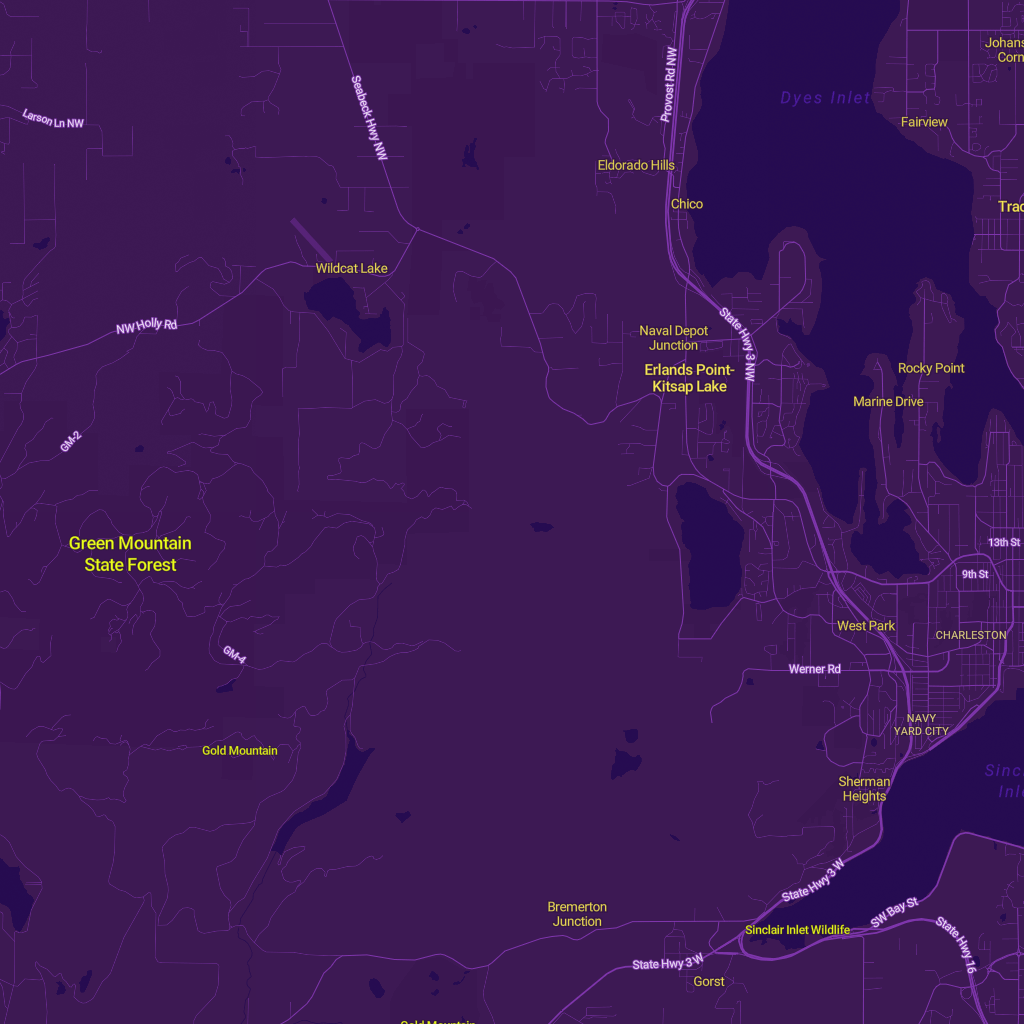 Johans
Corn
Provost Rd NW
Seabeck Hwy NW
Dyes Inlet
Larson Ln NW
Fairview
Eldorado Hills
Chico
Trac
Wildcat Lake
NW Holly Rd
State Hwy 3 NW
Naval Depot
Junction
Erlands Point-
Kitsap Lake
Rocky Point
Marine Drive
GM-2
Green Mountain
State Forest
13th St
9th St
West Park
CHARLESTON
GM-4
Werner Rd
NAVY
YARD CITY
Gold Mountain
Sinc
Inl
Sherman
Heights
State Hwy 3 W
Bremerton
Junction
SW Bay St
Sinclair Inlet Wildlife
State Hwy 16
State Hwy 3 W
Gorst
Gold Mountain